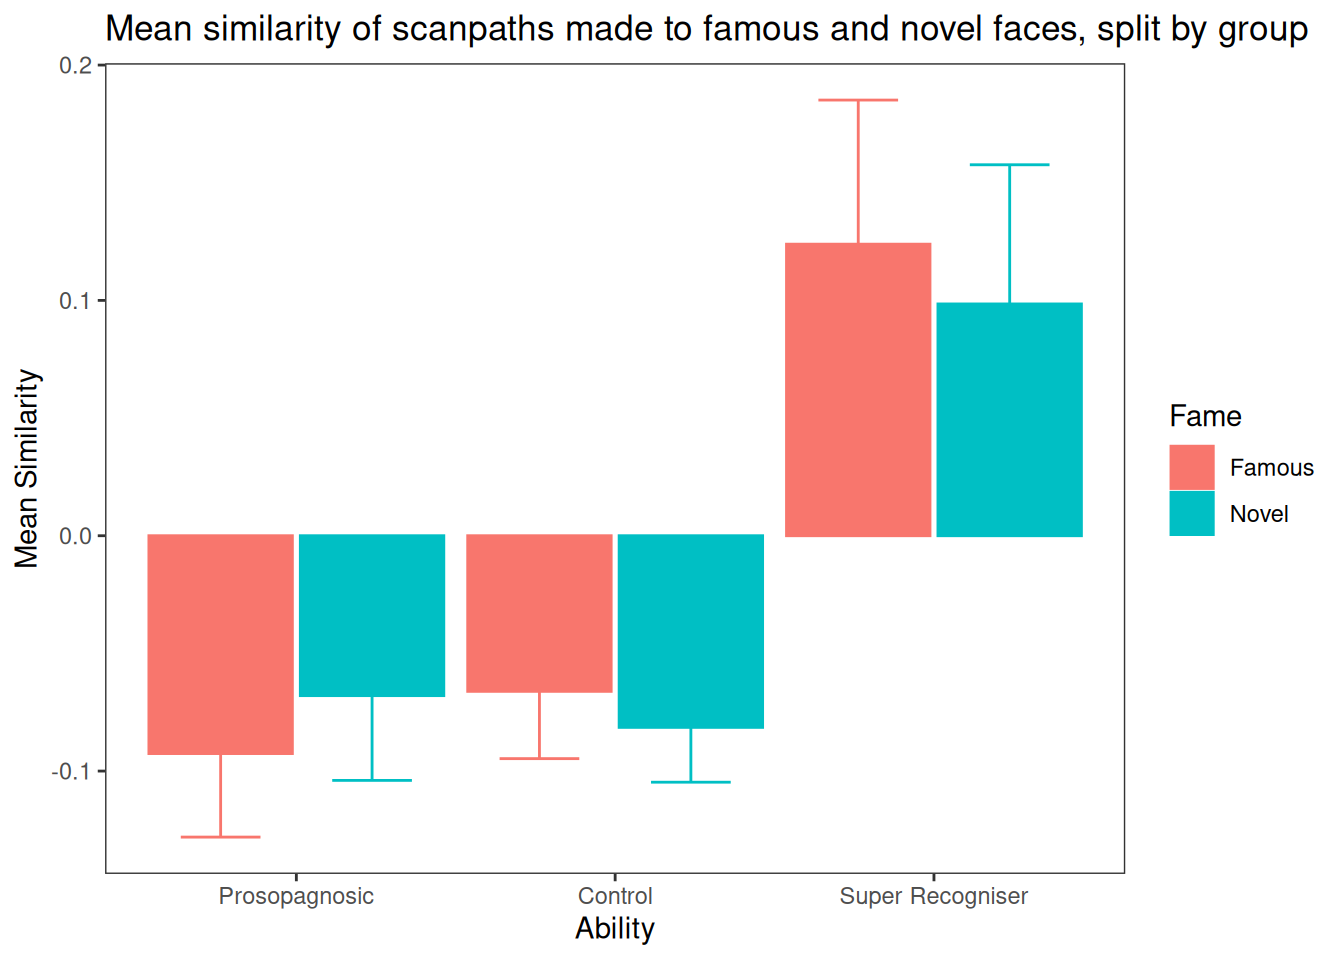 Mean similarity of scanpaths made to famous and novel faces, split by group
0.2
0.1
0.0
-0.1
Mean Similarity
Prosopagnosic Control Super Recogniser
Ability
Fame
Famous
Novel